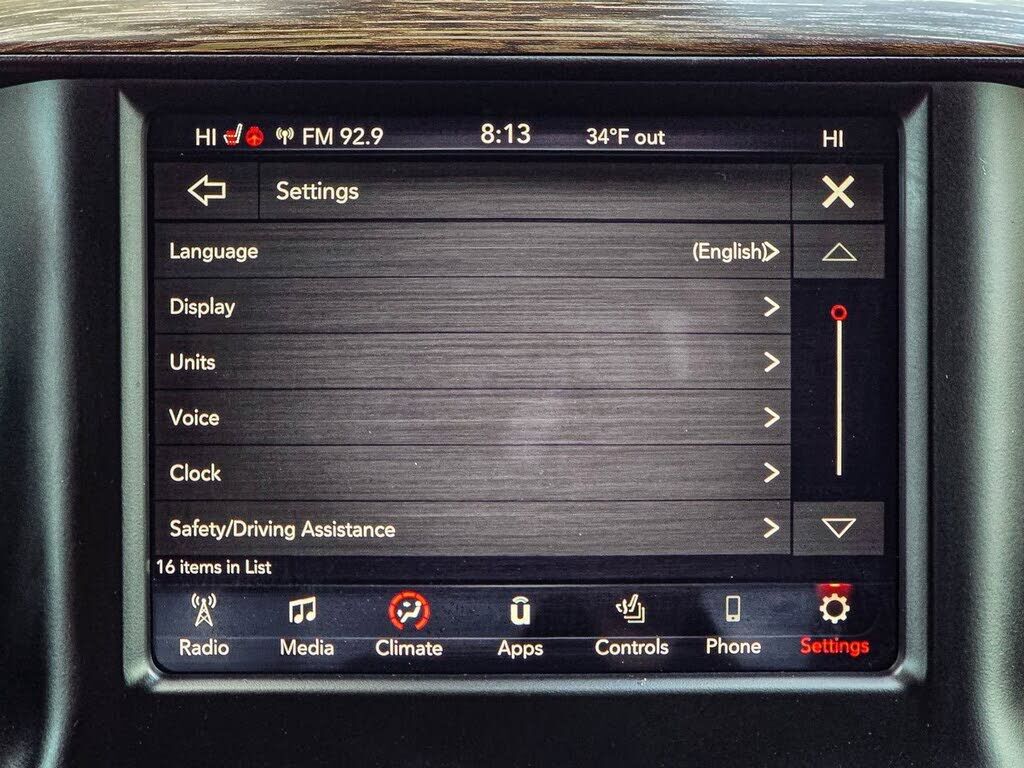 HI FM 92.9 8:13 34°F out HI
Settings
Language (English)
Display
Units
Voice
Clock
Safety/Driving Assistance
16 items in List
Radio Media Climate Apps Controls Phone Settings